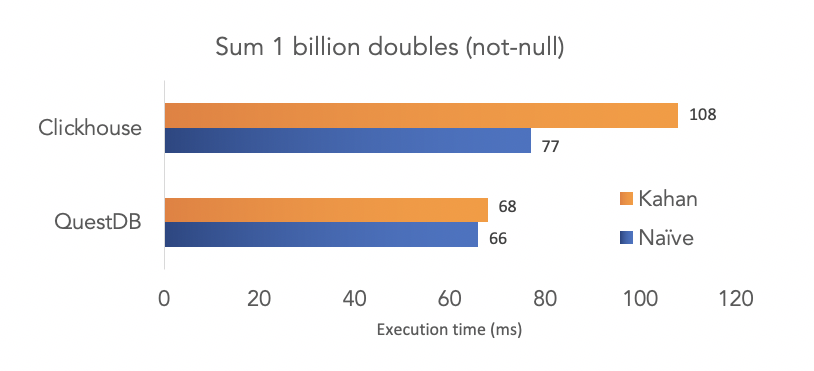 Sum 1 billion doubles (not-null)
Clickhouse
108
77
QuestDB
68
66
Kahan
Naïve
0 20 40 60 80 100 120
Execution time (ms)